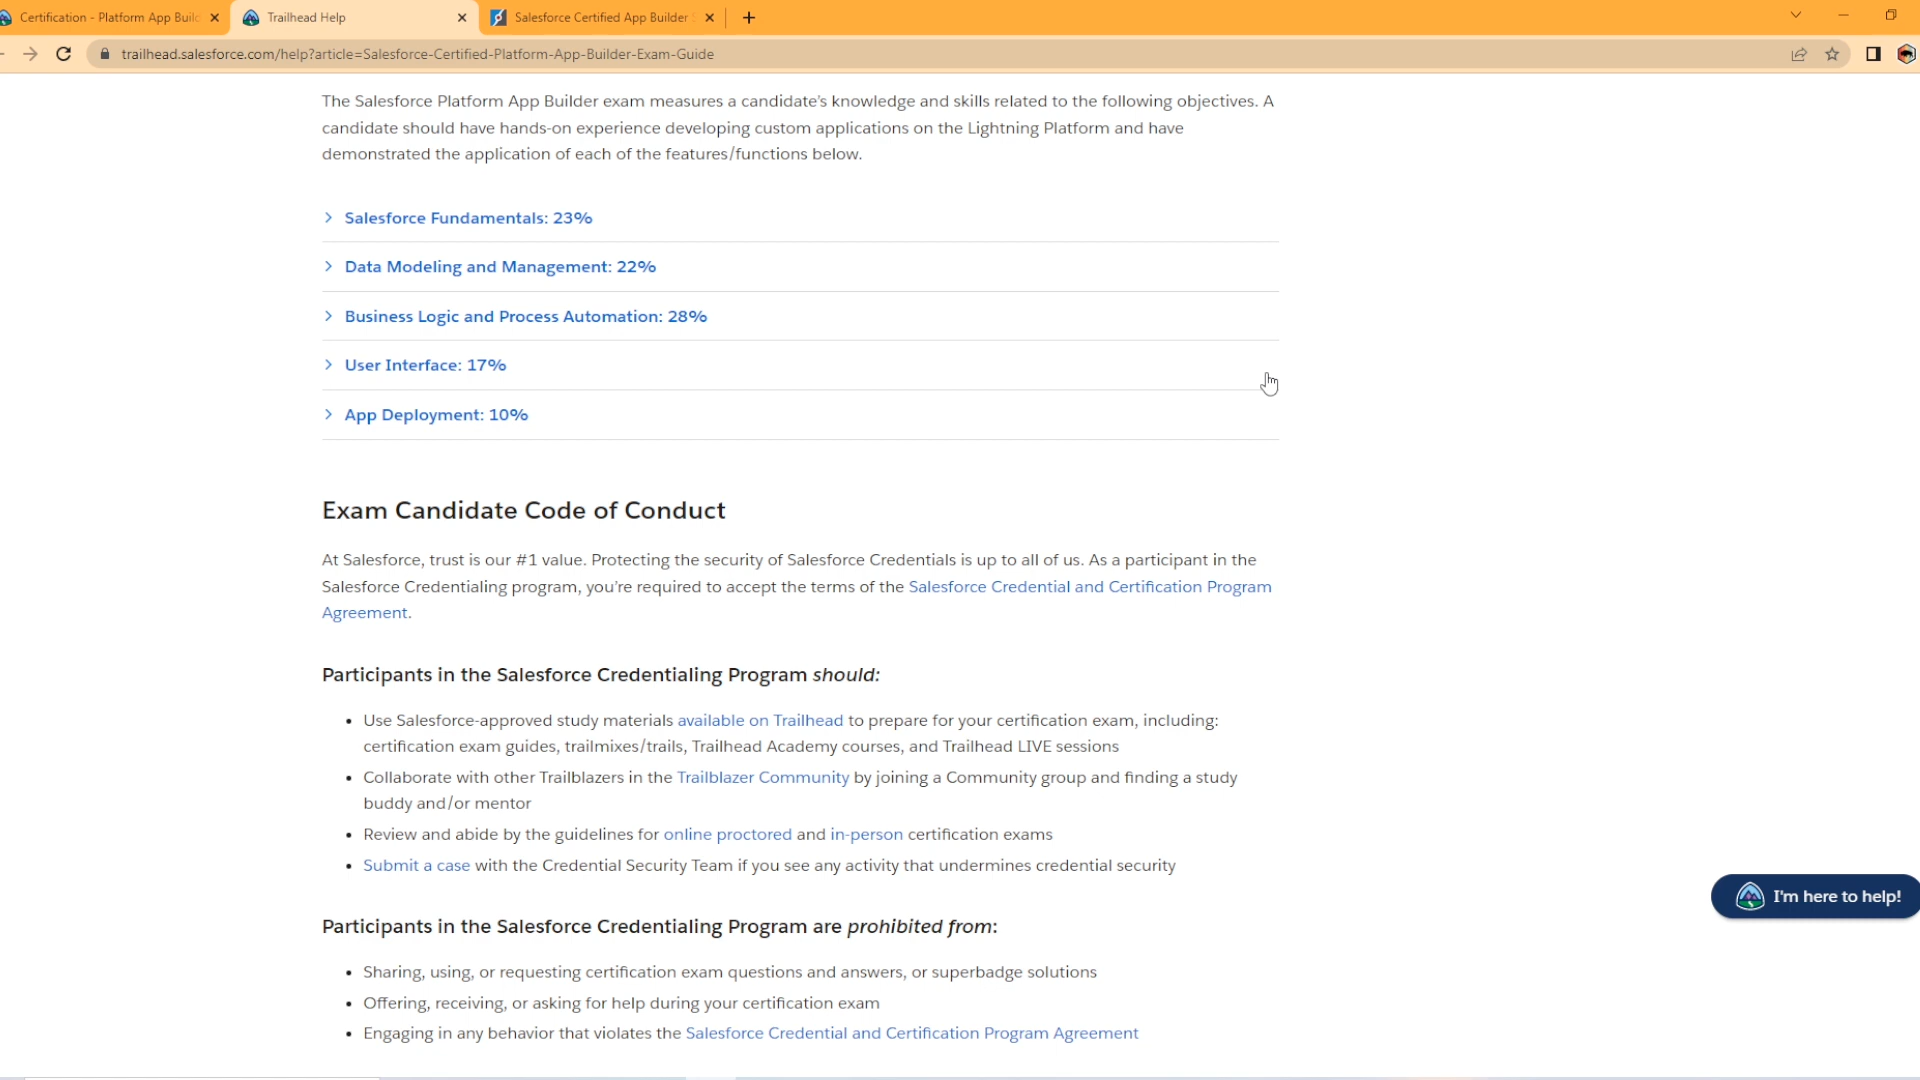 Certification - Platform App Buil
Trailhead Help
Salesforce Certified App Builder
trailhead.salesforce.com/help?article=Salesforce-Certified-Platform-App-Builder-Exam-Guide
The Salesforce Platform App Builder exam measures a candidate's knowledge and skills related to the following objectives. A
candidate should have hands-on experience developing custom applications on the Lightning Platform and have
demonstrated the application of each of the features/functions below.
Salesforce Fundamentals: 23%
Data Modeling and Management: 22%
Business Logic and Process Automation: 28%
User Interface: 17%
App Deployment: 10%
Exam Candidate Code of Conduct
At Salesforce, trust is our #1 value. Protecting the security of Salesforce Credentials is up to all of us. As a participant in the
Salesforce Credentialing program, you're required to accept the terms of the Salesforce Credential and Certification Program
Agreement.
Participants in the Salesforce Credentialing Program should:
• Use Salesforce-approved study materials available on Trailhead to prepare for your certification exam, including:
certification exam guides, trailmixes/trails, Trailhead Academy courses, and Trailhead LIVE sessions
• Collaborate with other Trailblazers in the Trailblazer Community by joining a Community group and finding a study
buddy and/or mentor
• Review and abide by the guidelines for online proctored and in-person certification exams
• Submit a case with the Credential Security Team if you see any activity that undermines credential security
I'm here to help!
Participants in the Salesforce Credentialing Program are prohibited from:
• Sharing, using, or requesting certification exam questions and answers, or superbadge solutions
• Offering, receiving, or asking for help during your certification exam
• Engaging in any behavior that violates the Salesforce Credential and Certification Program Agreement